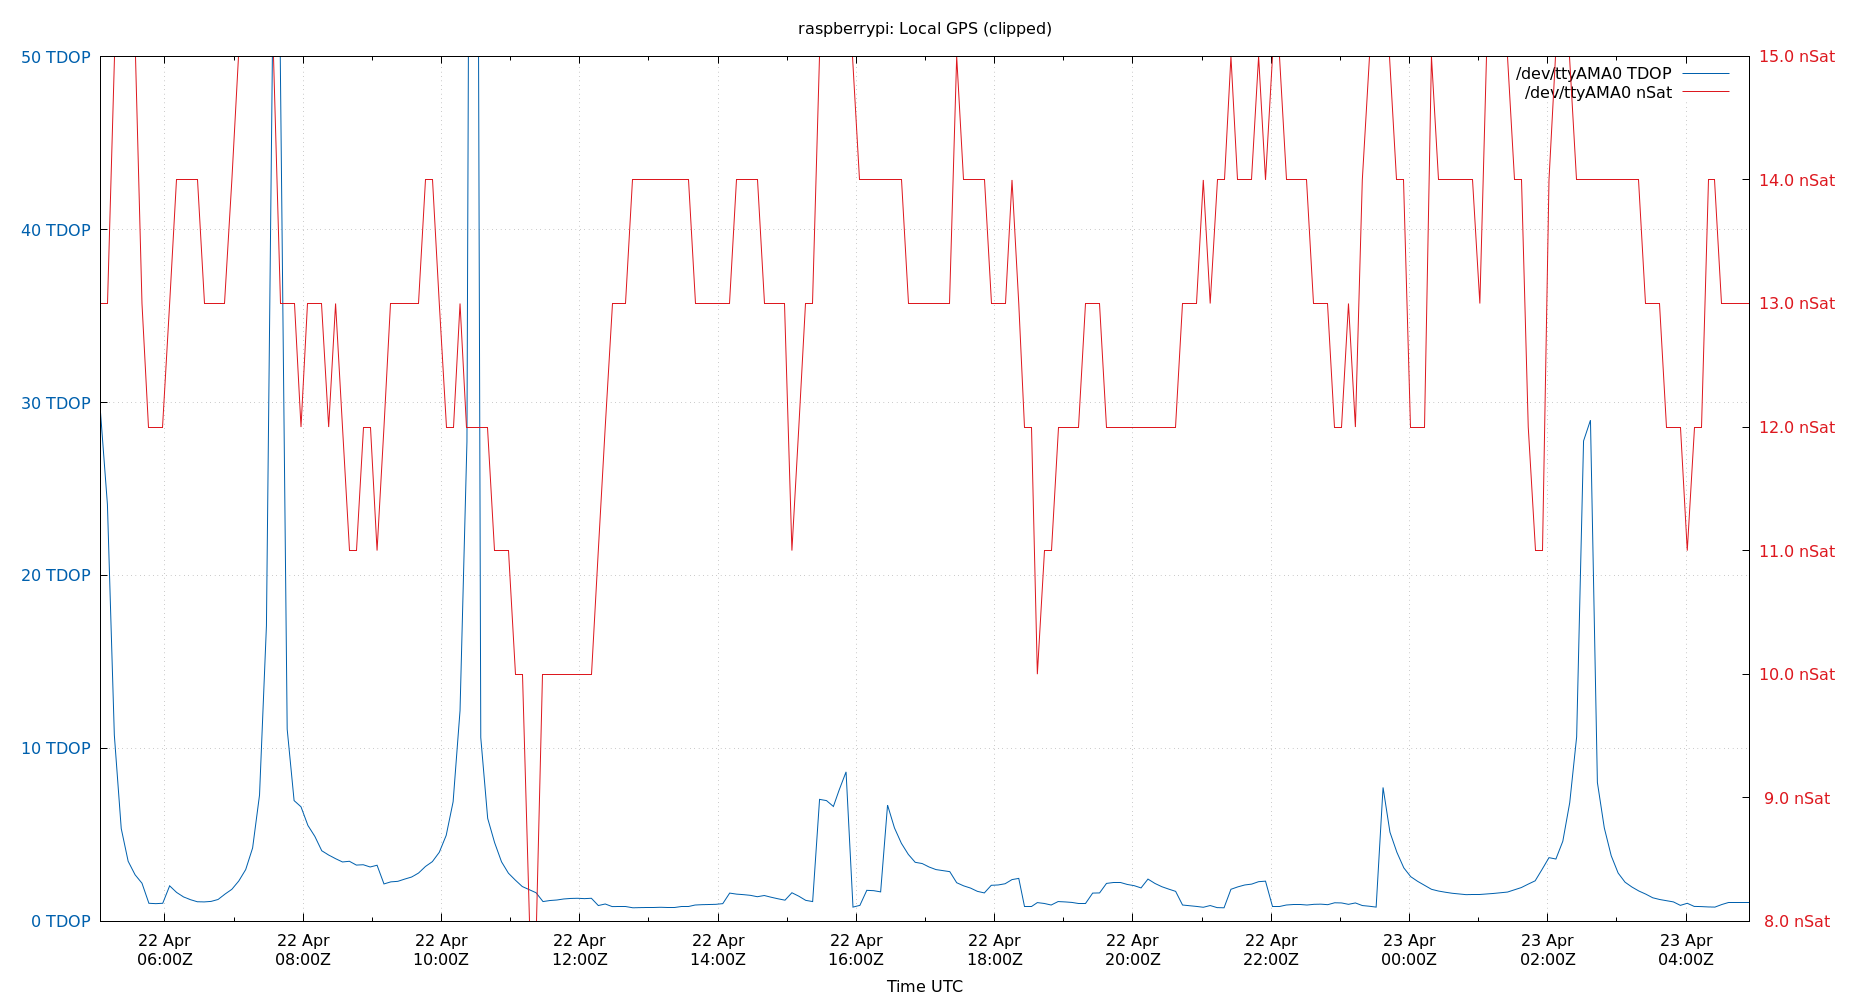 raspberrypi: Local GPS (clipped)
50 TDOP
40 TDOP
30 TDOP
20 TDOP
10 TDOP
0 TDOP
15.0 nSat
14.0 nSat
13.0 nSat
12.0 nSat
11.0 nSat
10.0 nSat
9.0 nSat
8.0 nSat
/dev/ttyAMA0 TDOP
/dev/ttyAMA0 nSat
22 Apr
06:00Z
22 Apr
08:00Z
22 Apr
10:00Z
22 Apr
12:00Z
22 Apr
14:00Z
22 Apr
16:00Z
22 Apr
18:00Z
22 Apr
20:00Z
22 Apr
22:00Z
23 Apr
00:00Z
23 Apr
02:00Z
23 Apr
04:00Z
Time UTC